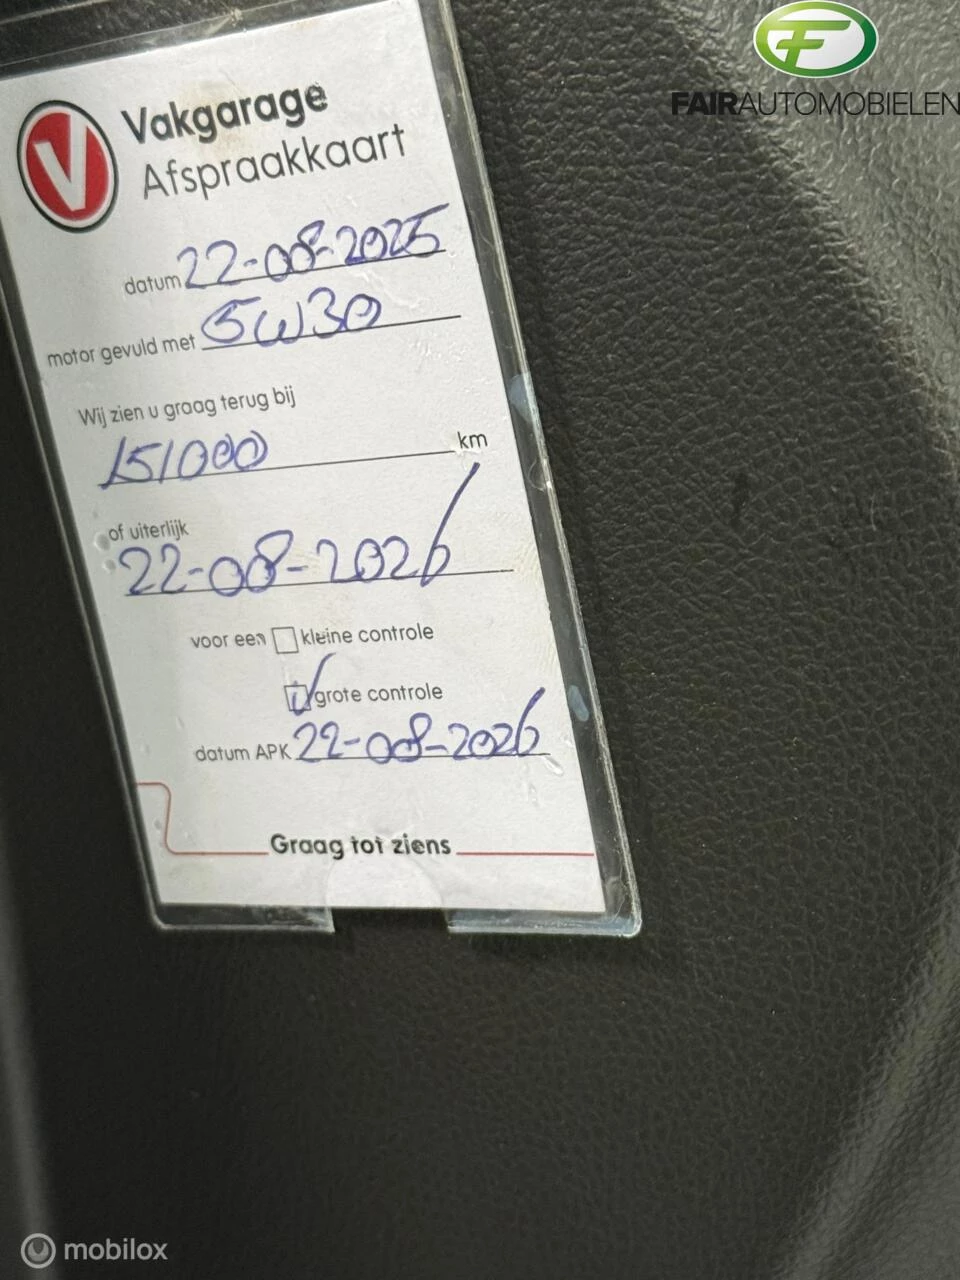 FAIRAUTOMOBIELEN
V Vakgarage
Afspraakkaart
datum 22-08-2025
motor gevuld met 5W30
Wij zien u graag terug bij
151000 km
of uiterlijk
22-08-2026
voor een kleine controle
grote controle
datum APK 22-08-2026
Graag tot ziens
mobilox